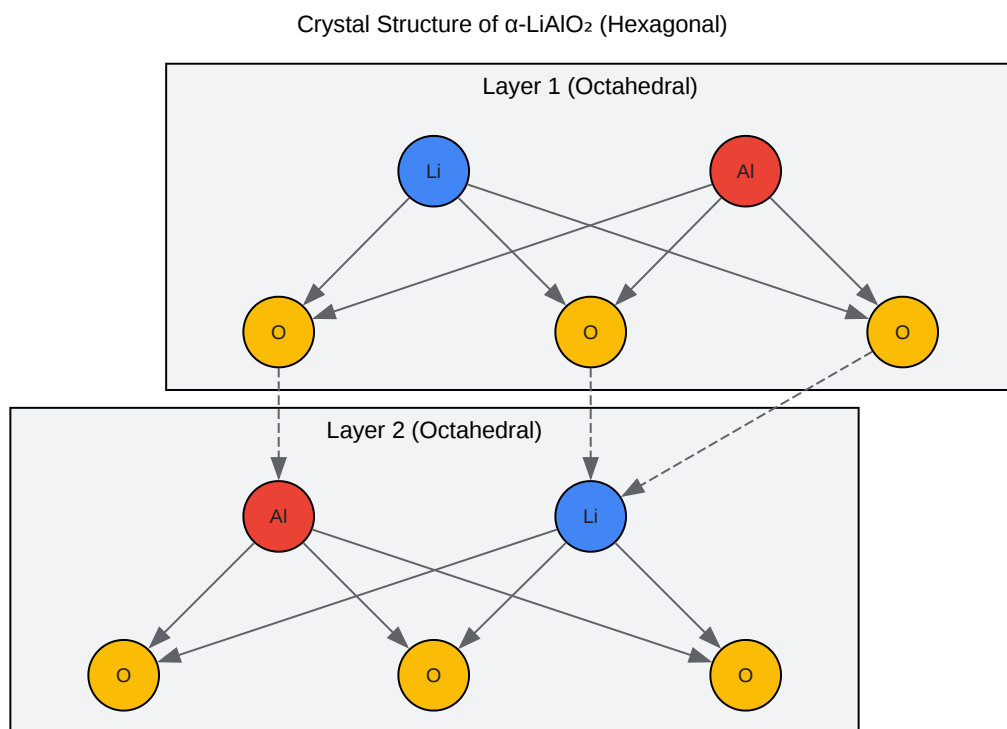 Crystal Structure of α-LiAlO₂ (Hexagonal)
Layer 1 (Octahedral)
Li Al
O O O
Layer 2 (Octahedral)
Al Li
O O O